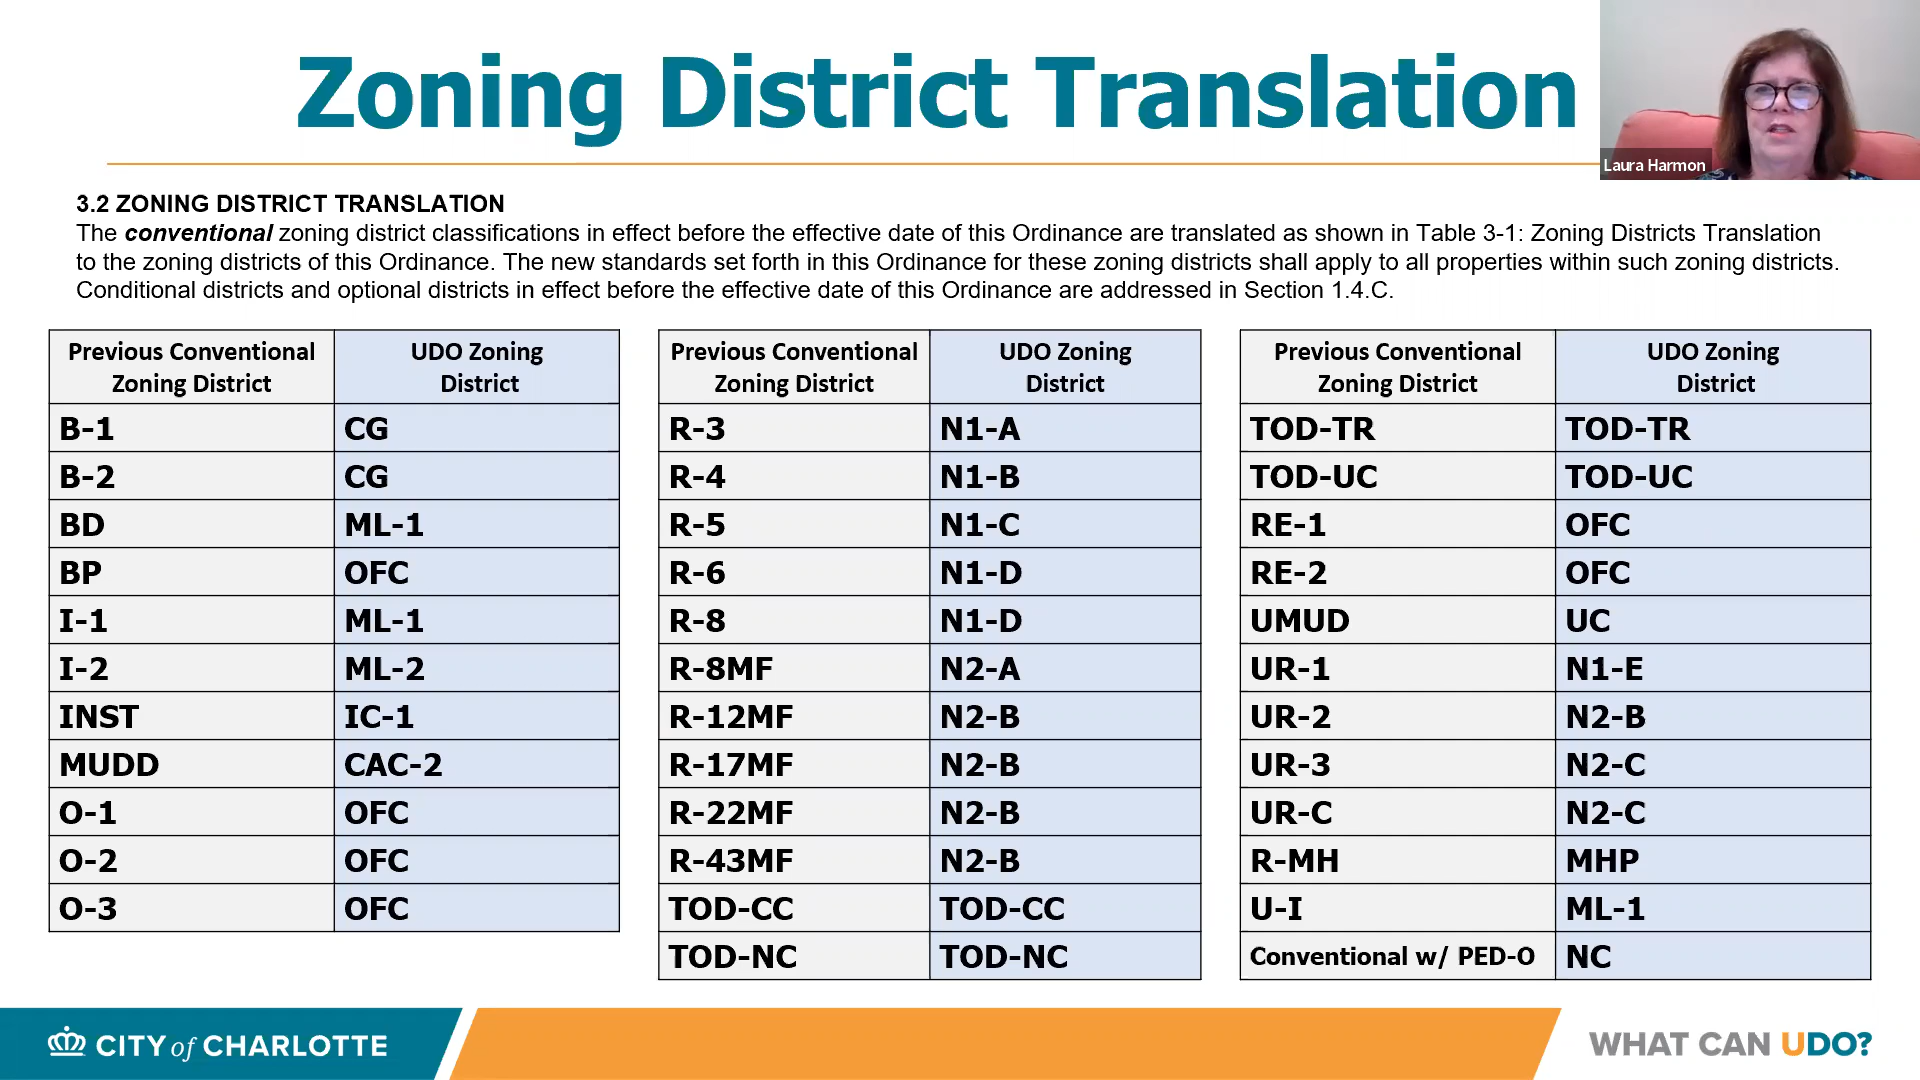 Zoning District Translation
Laura Harmon
3.2 ZONING DISTRICT TRANSLATION
The conventional zoning district classifications in effect before the effective date of this Ordinance are translated as shown in Table 3-1: Zoning Districts Translation
to the zoning districts of this Ordinance. The new standards set forth in this Ordinance for these zoning districts shall apply to all properties within such zoning districts.
Conditional districts and optional districts in effect before the effective date of this Ordinance are addressed in Section 1.4.C.
Previous Conventional Zoning District UDO Zoning District
B-1 CG
B-2 CG
BD ML-1
BP OFC
I-1 ML-1
I-2 ML-2
INST IC-1
MUDD CAC-2
O-1 OFC
O-2 OFC
O-3 OFC
Previous Conventional Zoning District UDO Zoning District
R-3 N1-A
R-4 N1-B
R-5 N1-C
R-6 N1-D
R-8 N1-D
R-8MF N2-A
R-12MF N2-B
R-17MF N2-B
R-22MF N2-B
R-43MF N2-B
TOD-CC TOD-CC
TOD-NC TOD-NC
Previous Conventional Zoning District UDO Zoning District
TOD-TR TOD-TR
TOD-UC TOD-UC
RE-1 OFC
RE-2 OFC
UMUD UC
UR-1 N1-E
UR-2 N2-B
UR-3 N2-C
UR-C N2-C
R-MH MHP
U-I ML-1
Conventional w/ PED-O NC
CITY of CHARLOTTE
WHAT CAN UDO?